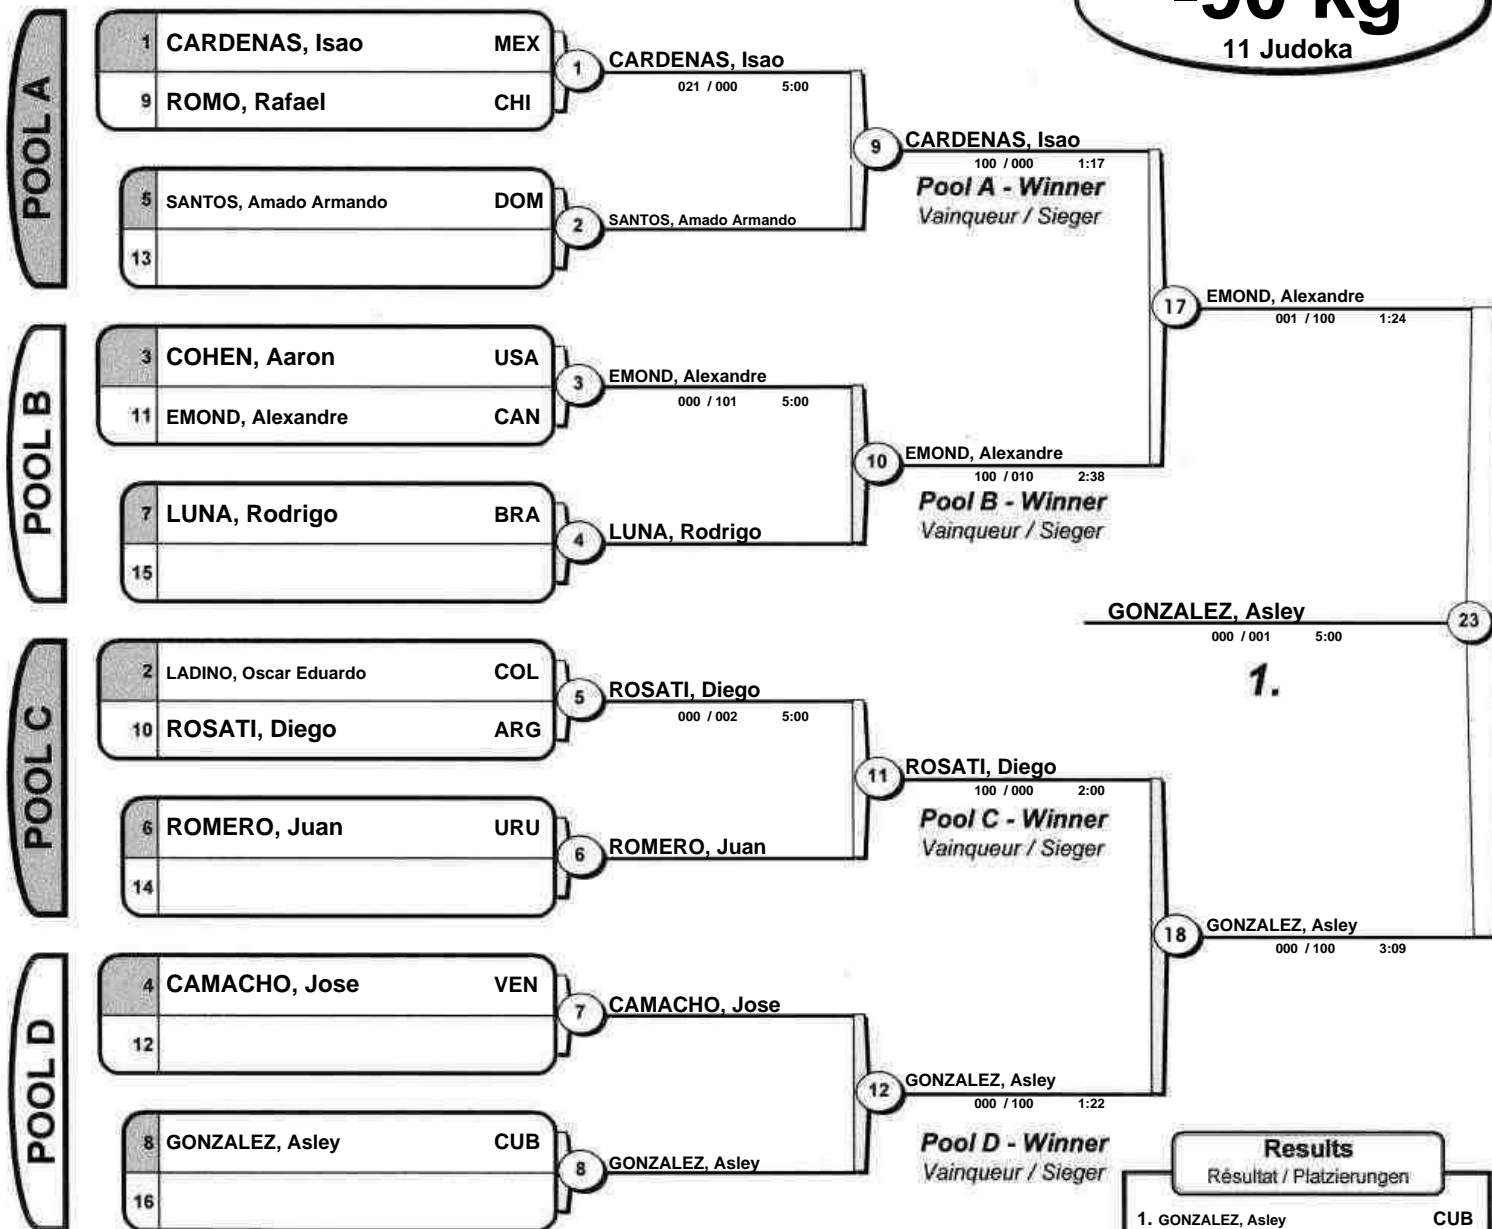 -90 kg
11 Judoka
POOL A
1 CARDENAS, Isao MEX
9 ROMO, Rafael CHI
1 CARDENAS, Isao
021 / 000 5:00
5 SANTOS, Amado Armando DOM
13
2 SANTOS, Amado Armando
9 CARDENAS, Isao
100 / 000 1:17
Pool A - Winner
Vainqueur / Sieger
POOL B
3 COHEN, Aaron USA
11 EMOND, Alexandre CAN
3 EMOND, Alexandre
000 / 101 5:00
7 LUNA, Rodrigo BRA
15
4 LUNA, Rodrigo
10 EMOND, Alexandre
100 / 010 2:38
Pool B - Winner
Vainqueur / Sieger
17 EMOND, Alexandre
001 / 100 1:24
GONZALEZ, Asley 23
000 / 001 5:00
1.
POOL C
2 LADINO, Oscar Eduardo COL
10 ROSATI, Diego ARG
5 ROSATI, Diego
000 / 002 5:00
6 ROMERO, Juan URU
14
6 ROMERO, Juan
11 ROSATI, Diego
100 / 000 2:00
Pool C - Winner
Vainqueur / Sieger
POOL D
4 CAMACHO, Jose VEN
12
7 CAMACHO, Jose
8 GONZALEZ, Asley CUB
16
8 GONZALEZ, Asley
12 GONZALEZ, Asley
000 / 100 1:22
Pool D - Winner
Vainqueur / Sieger
18 GONZALEZ, Asley
000 / 100 3:09
Results
Résultat / Platzierungen
1. GONZALEZ, Asley CUB